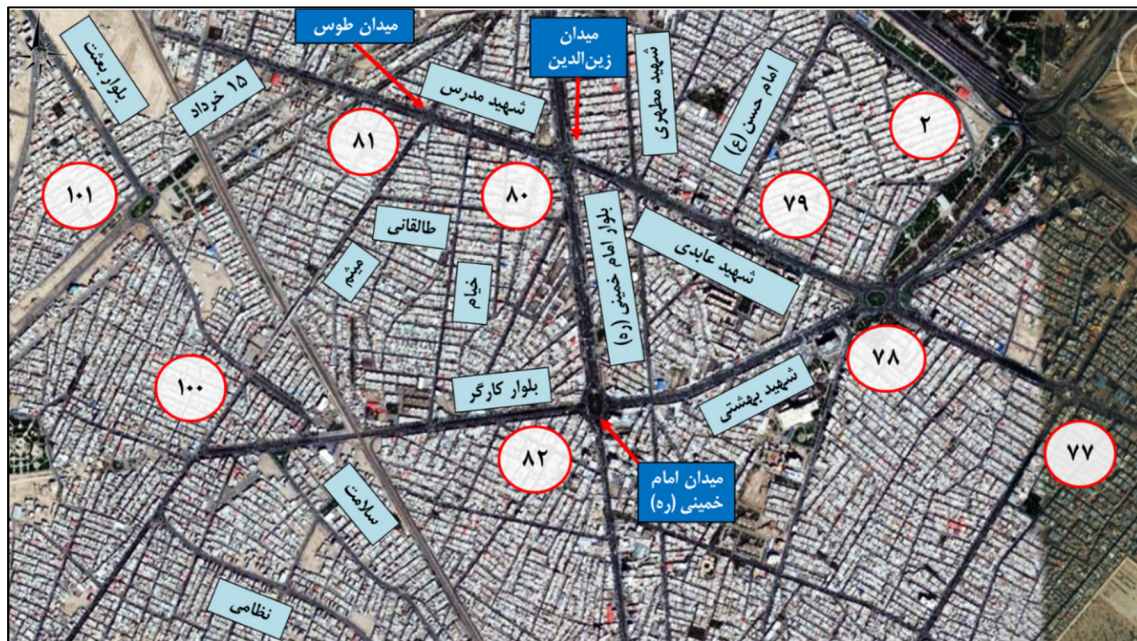 میدان طوس
میدان
زین‌الدین
بلوار بعثت
۱۵ خرداد
شهید مدرس
شهید مطهری
امام حسن (ع)
۲
۸۱
۱۰۱
۸۰
۷۹
طالقانی
میثم
خیام
بلوار امام خمینی (ره)
شهید عابدی
۷۸
۱۰۰
بلوار کارگر
شهید بهشتی
۸۲
۷۷
میدان امام
خمینی (ره)
سلامت
نظامی